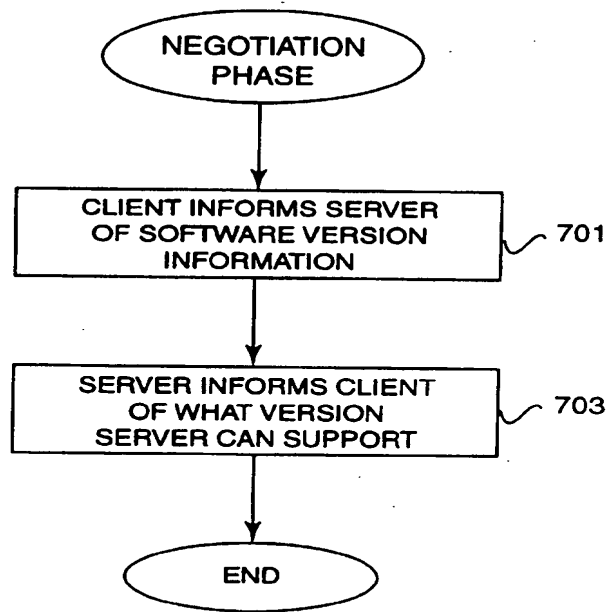 NEGOTIATION
PHASE
CLIENT INFORMS SERVER
OF SOFTWARE VERSION
INFORMATION
701
SERVER INFORMS CLIENT
OF WHAT VERSION
SERVER CAN SUPPORT
703
END